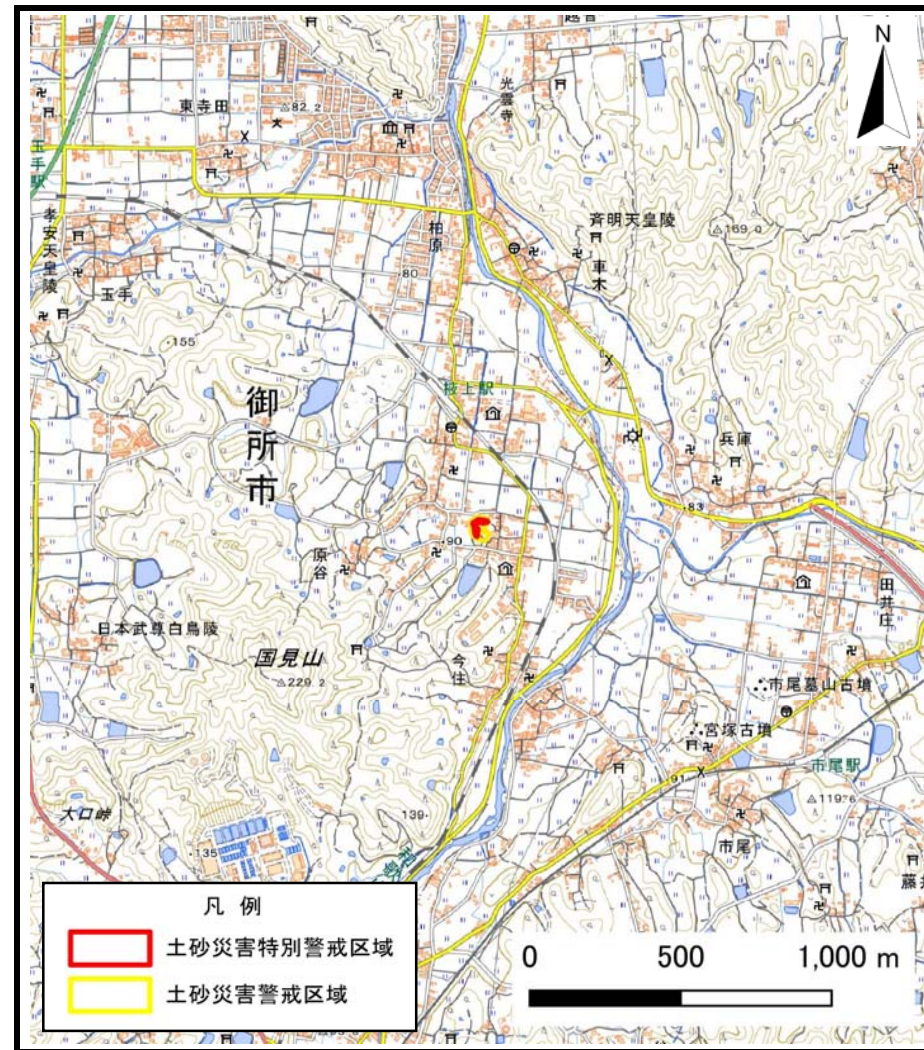 N
東寺田
82.2
光雲寺
玉手駅
孝安天皇陵
玉手
柏原
80
斉明天皇陵
車木
169.0
155
掖上駅
御所市
兵庫
83
90
原谷
田井庄
日本武尊白鳥陵
国見山
229.2
今住
市尾墓山古墳
宮塚古墳
91
市尾駅
119.6
大口峠
139
135
市尾
凡 例
土砂災害特別警戒区域
土砂災害警戒区域
0 500 1,000 m